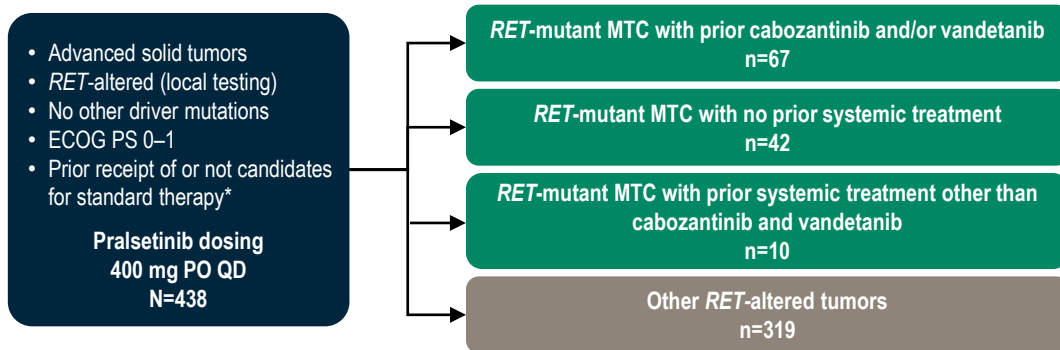 • Advanced solid tumors
• RET-altered (local testing)
• No other driver mutations
• ECOG PS 0–1
• Prior receipt of or not candidates
for standard therapy*
Pralsetinib dosing
400 mg PO QD
N=438
RET-mutant MTC with prior cabozantinib and/or vandetanib
n=67
RET-mutant MTC with no prior systemic treatment
n=42
RET-mutant MTC with prior systemic treatment other than
cabozantinib and vandetanib
n=10
Other RET-altered tumors
n=319